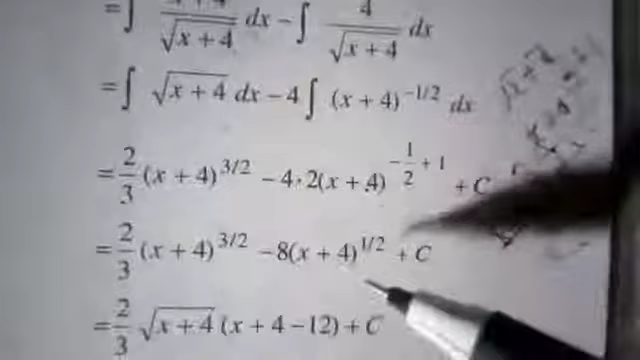 =∫ x+4/√(x+4) dx − ∫ 4/√(x+4) dx
=∫ √(x+4) dx − 4∫ (x+4)^(−1/2) dx
= 2/3 (x+4)^(3/2) − 4·2(x+4)^(−1/2 + 1) + C
= 2/3 (x+4)^(3/2) − 8(x+4)^(1/2) + C
= 2/3 √(x+4) (x+4−12) + C